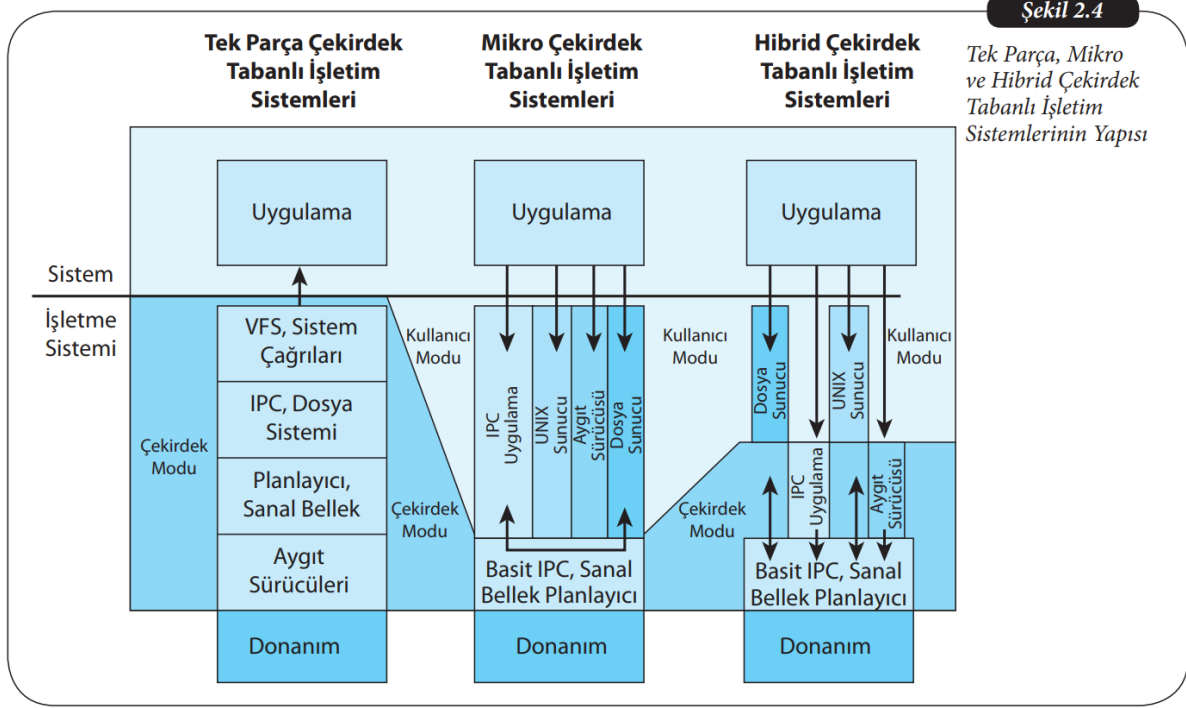 Şekil 2.4
Tek Parça, Mikro
ve Hibrid Çekirdek
Tabanlı İşletim
Sistemlerinin Yapısı
Tek Parça Çekirdek
Tabanlı İşletim
Sistemleri
Mikro Çekirdek
Tabanlı İşletim
Sistemleri
Hibrid Çekirdek
Tabanlı İşletim
Sistemleri
Uygulama
Uygulama
Uygulama
Sistem
İşletme
Sistemi
VFS, Sistem
Çağrıları
IPC, Dosya
Sistemi
Planlayıcı,
Sanal Bellek
Aygıt
Sürücüleri
Donanım
Çekirdek
Modu
Kullanıcı
Modu
Çekirdek
Modu
IPC
Uygulama
UNIX
Sunucu
Aygıt
Sürücüsü
Dosya
Sunucu
Basit IPC, Sanal
Bellek Planlayıcı
Donanım
Kullanıcı
Modu
Çekirdek
Modu
Dosya
Sunucu
IPC
Uygulama
UNIX
Sunucu
Aygıt
Sürücüsü
Kullanıcı
Modu
Basit IPC, Sanal
Bellek Planlayıcı
Donanım